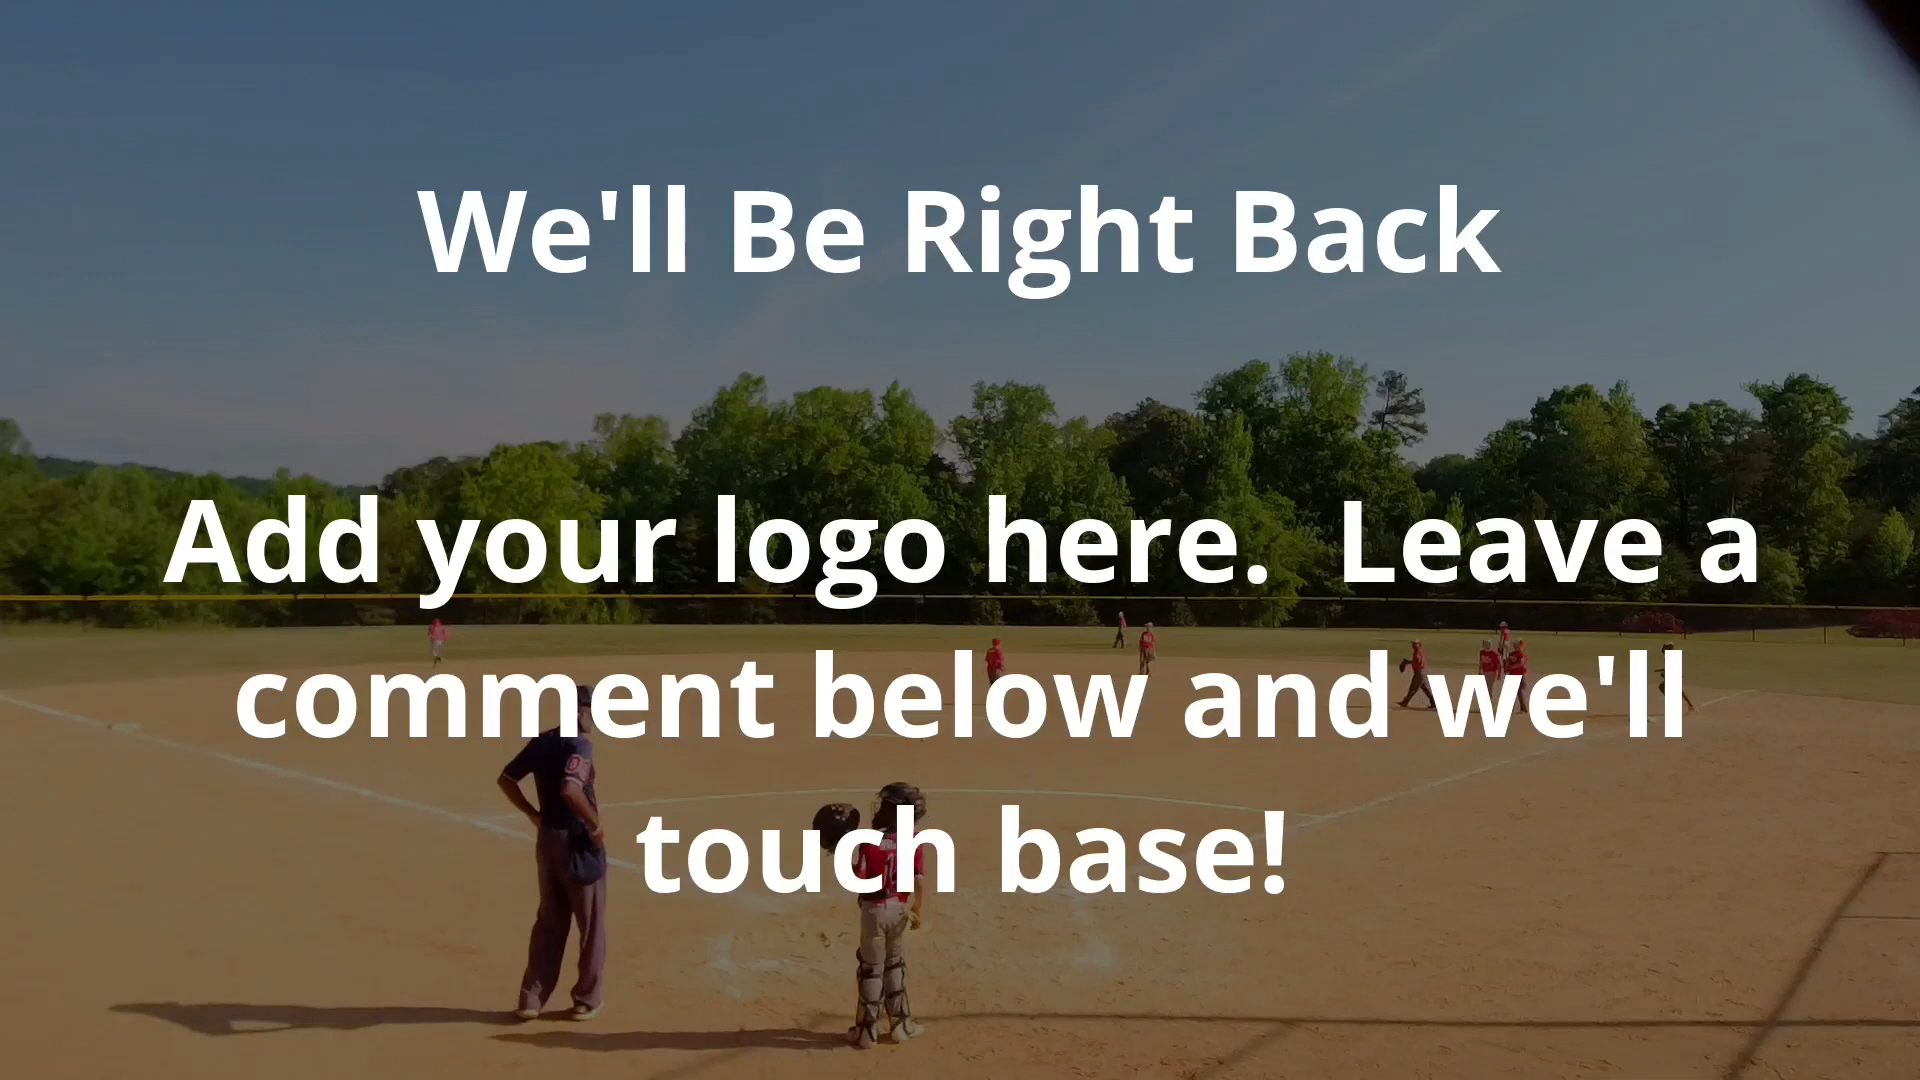 We'll Be Right Back
Add your logo here.  Leave a
comment below and we'll
touch base!